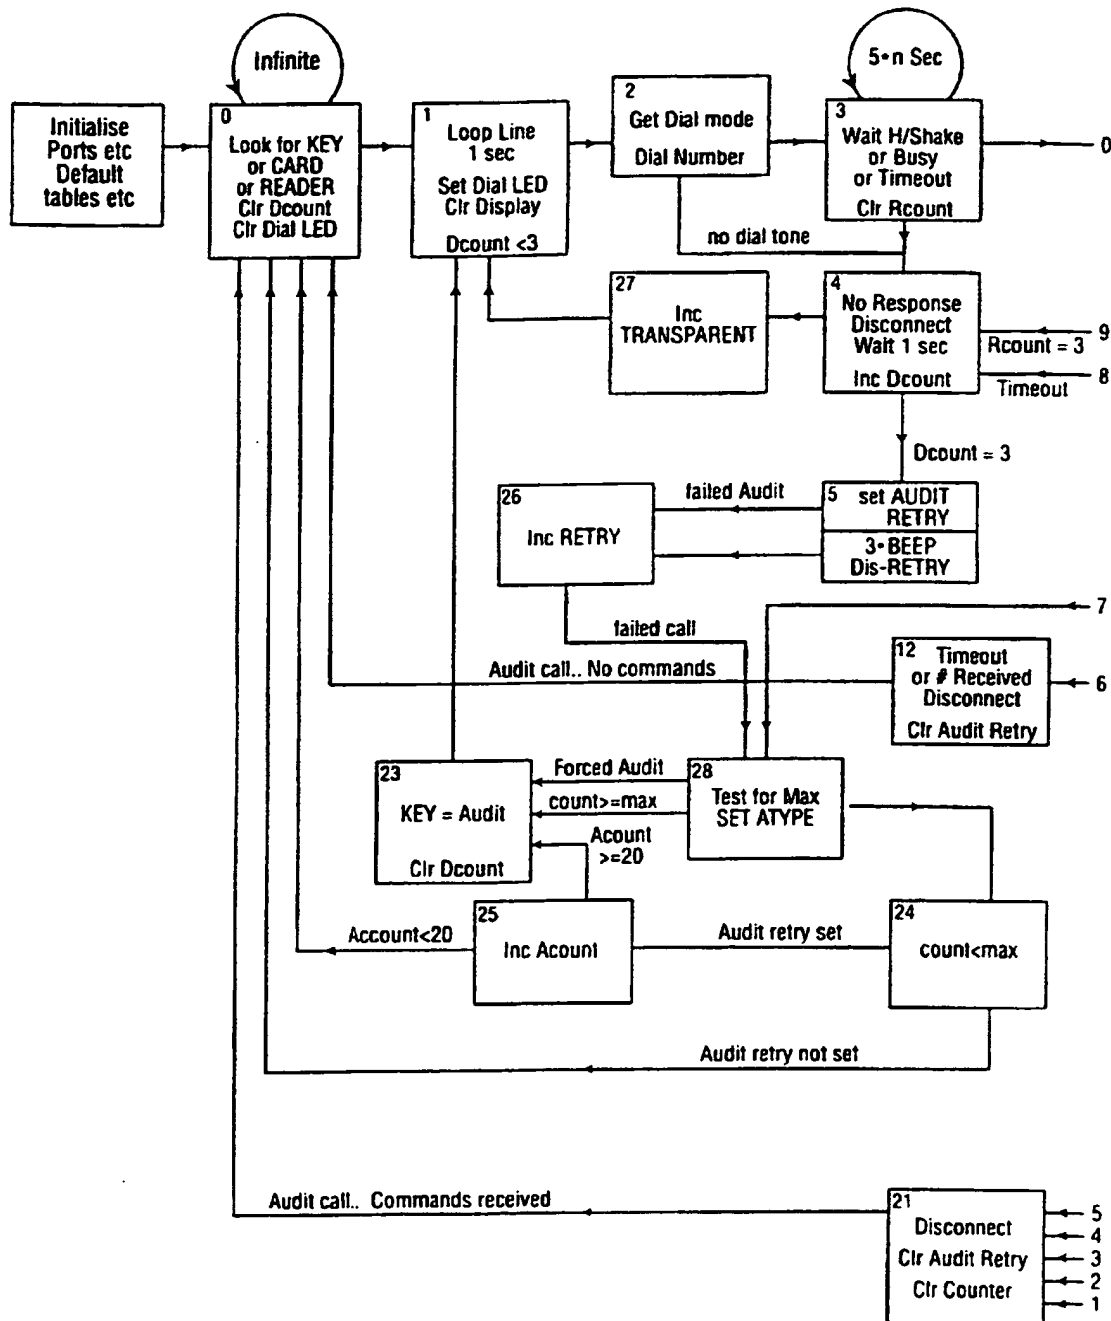 Infinite
5•n Sec
Initialise
Ports etc
Default
tables etc
0
Look for KEY
or CARD
or READER
Clr Dcount
Clr Dial LED
1
Loop Line
1 sec
Set Dial LED
Clr Display
Dcount <3
2
Get Dial mode
Dial Number
3
Wait H/Shake
or Busy
or Timeout
Clr Rcount
0
no dial tone
27
Inc
TRANSPARENT
4
No Response
Disconnect
Wait 1 sec
Inc Dcount
9
Rcount = 3
8
Timeout
Dcount = 3
26
Inc RETRY
failed Audit
5
set AUDIT
RETRY
3•BEEP
Dis-RETRY
7
failed call
Audit call.. No commands
12
Timeout
or # Received
Disconnect
Clr Audit Retry
6
23
KEY = Audit
Clr Dcount
Forced Audit
count>=max
Acount
>=20
28
Test for Max
SET ATYPE
Account<20
25
Inc Acount
Audit retry set
24
count<max
Audit retry not set
Audit call.. Commands received
21
Disconnect
Clr Audit Retry
Clr Counter
5
4
3
2
1